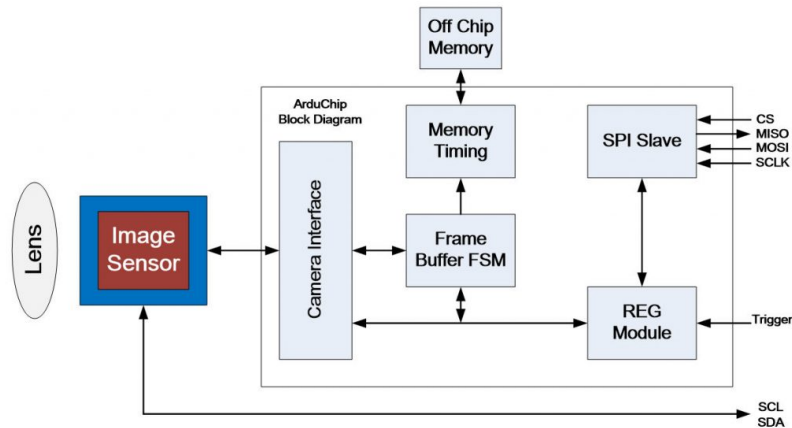 Off Chip
Memory
ArduChip
Block Diagram
Memory
Timing
SPI Slave
CS
MISO
MOSI
SCLK
Lens
Image
Sensor
Camera Interface
Frame
Buffer FSM
REG
Module
Trigger
SCL
SDA